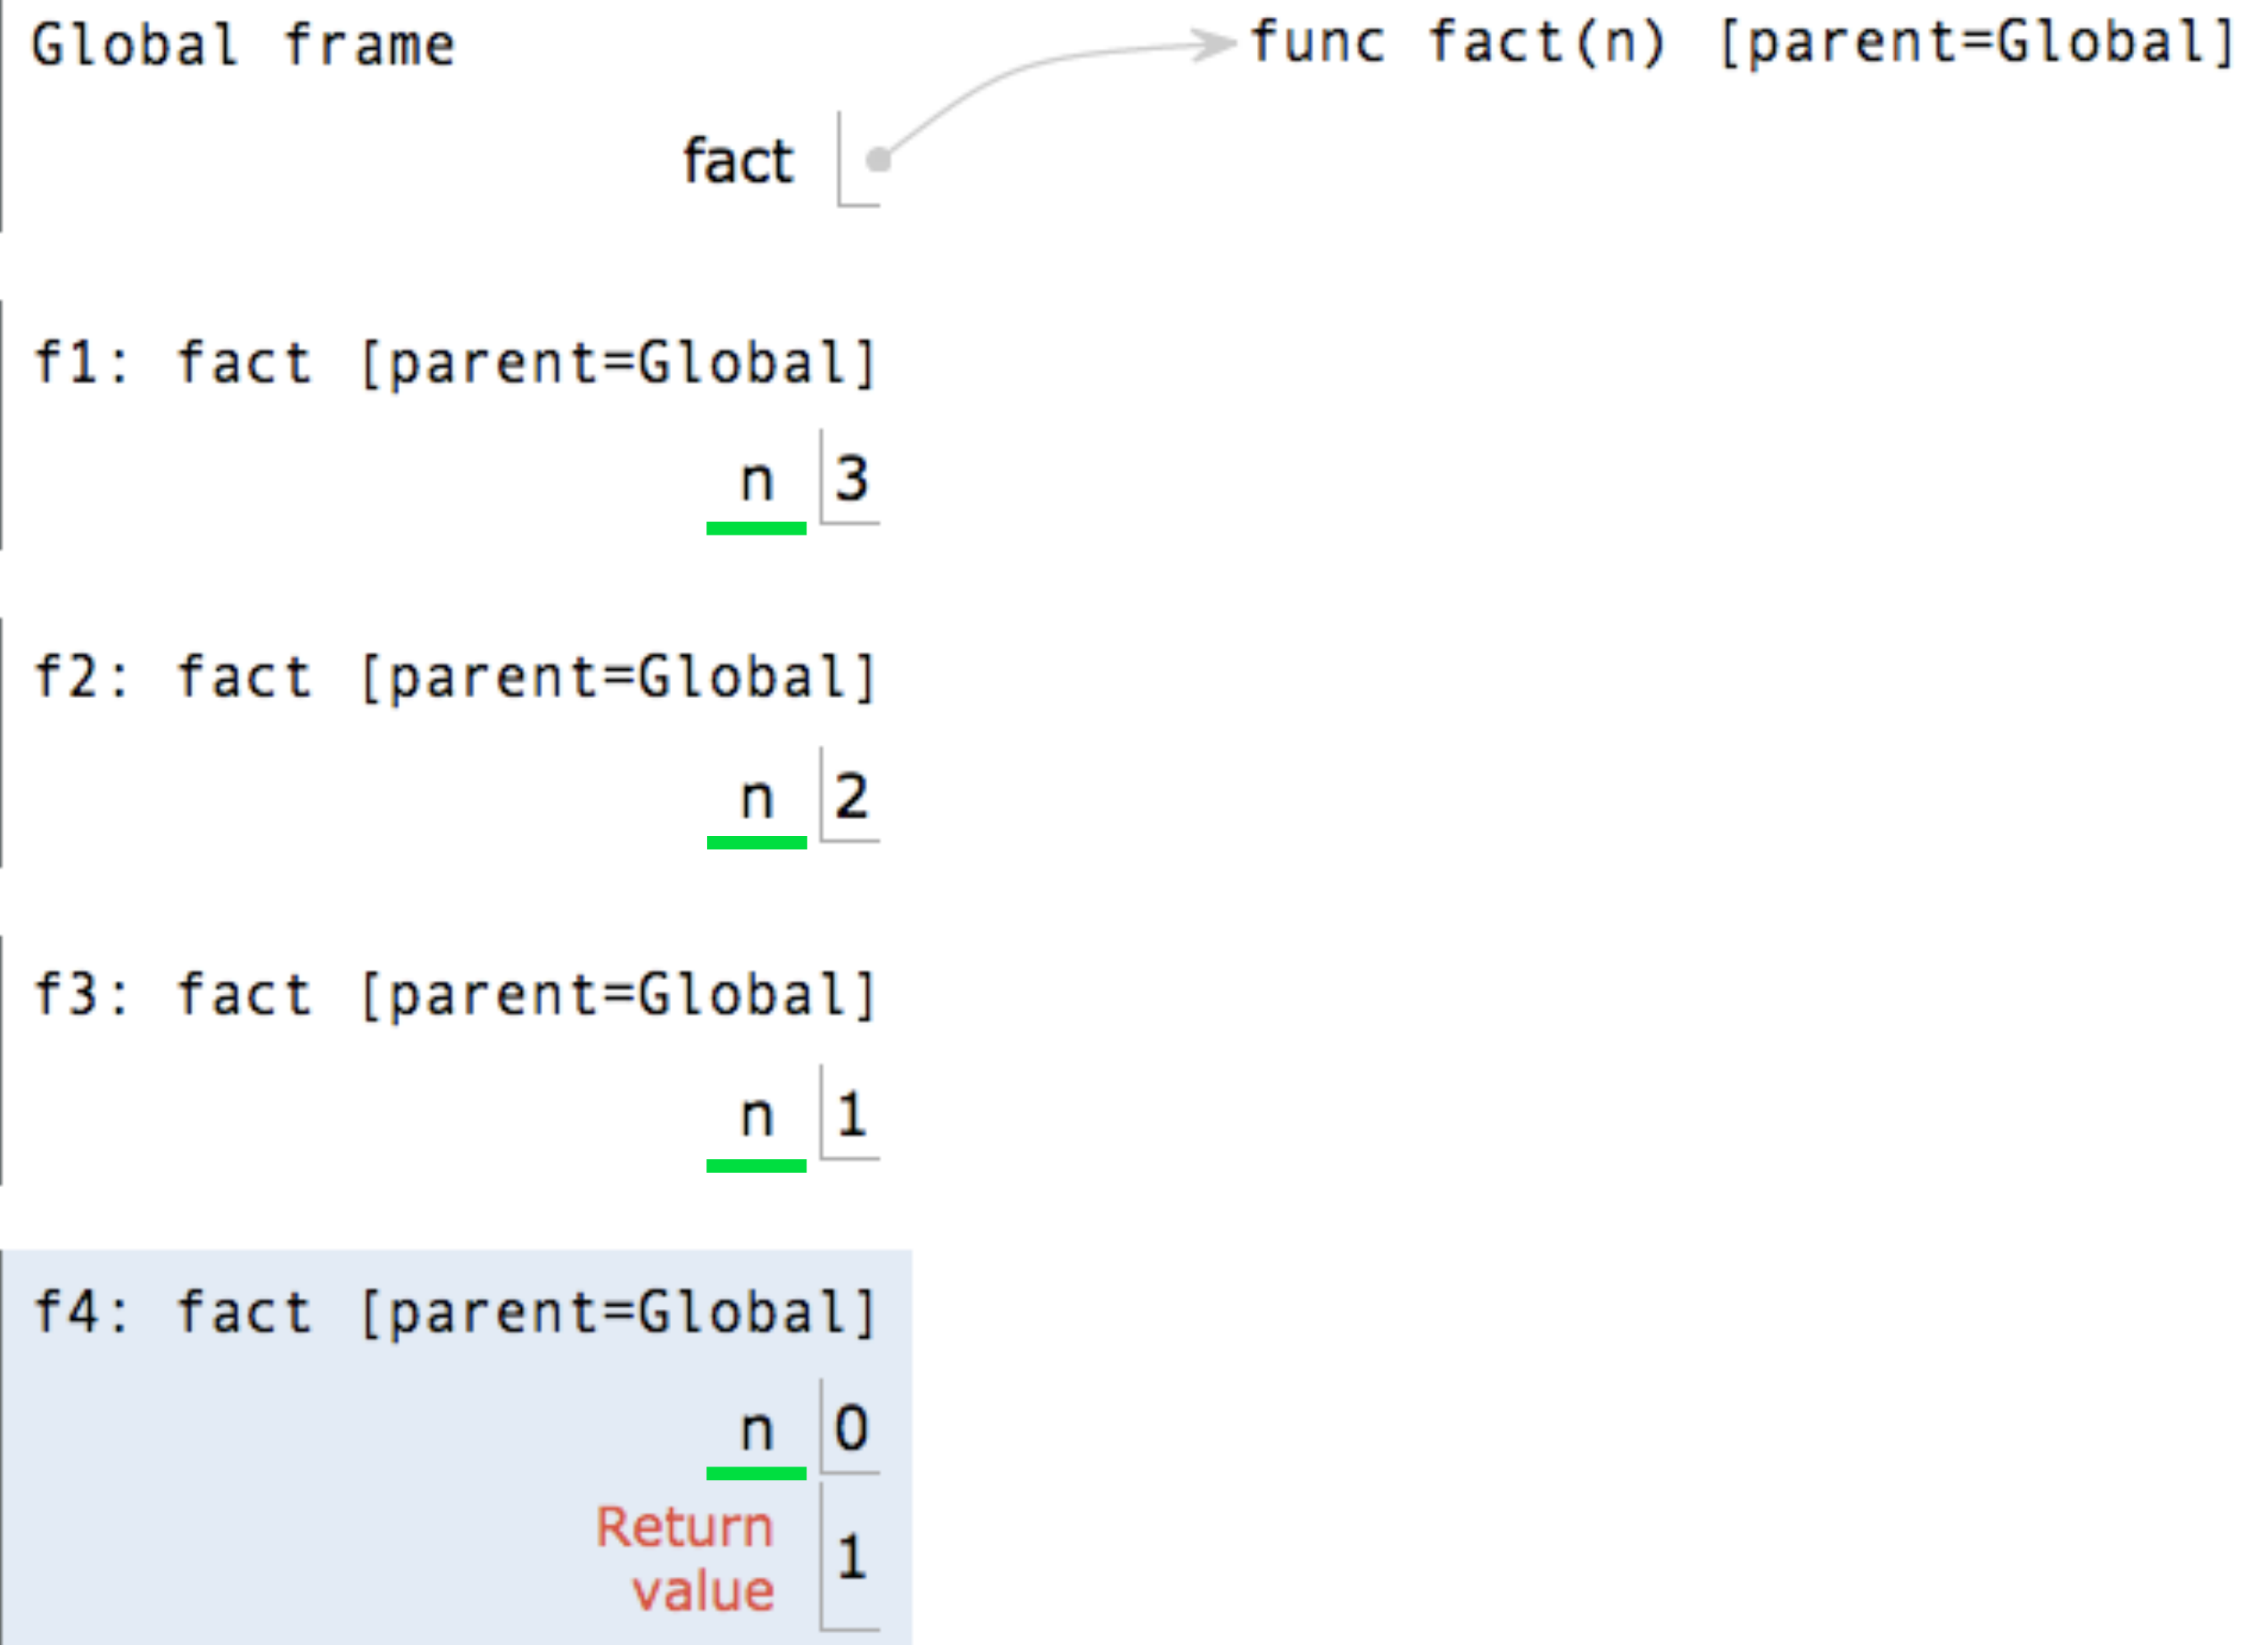 Global frame
func fact(n) [parent=Global]
fact
f1: fact [parent=Global]
n 3
f2: fact [parent=Global]
n 2
f3: fact [parent=Global]
n 1
f4: fact [parent=Global]
n 0
Return
value 1